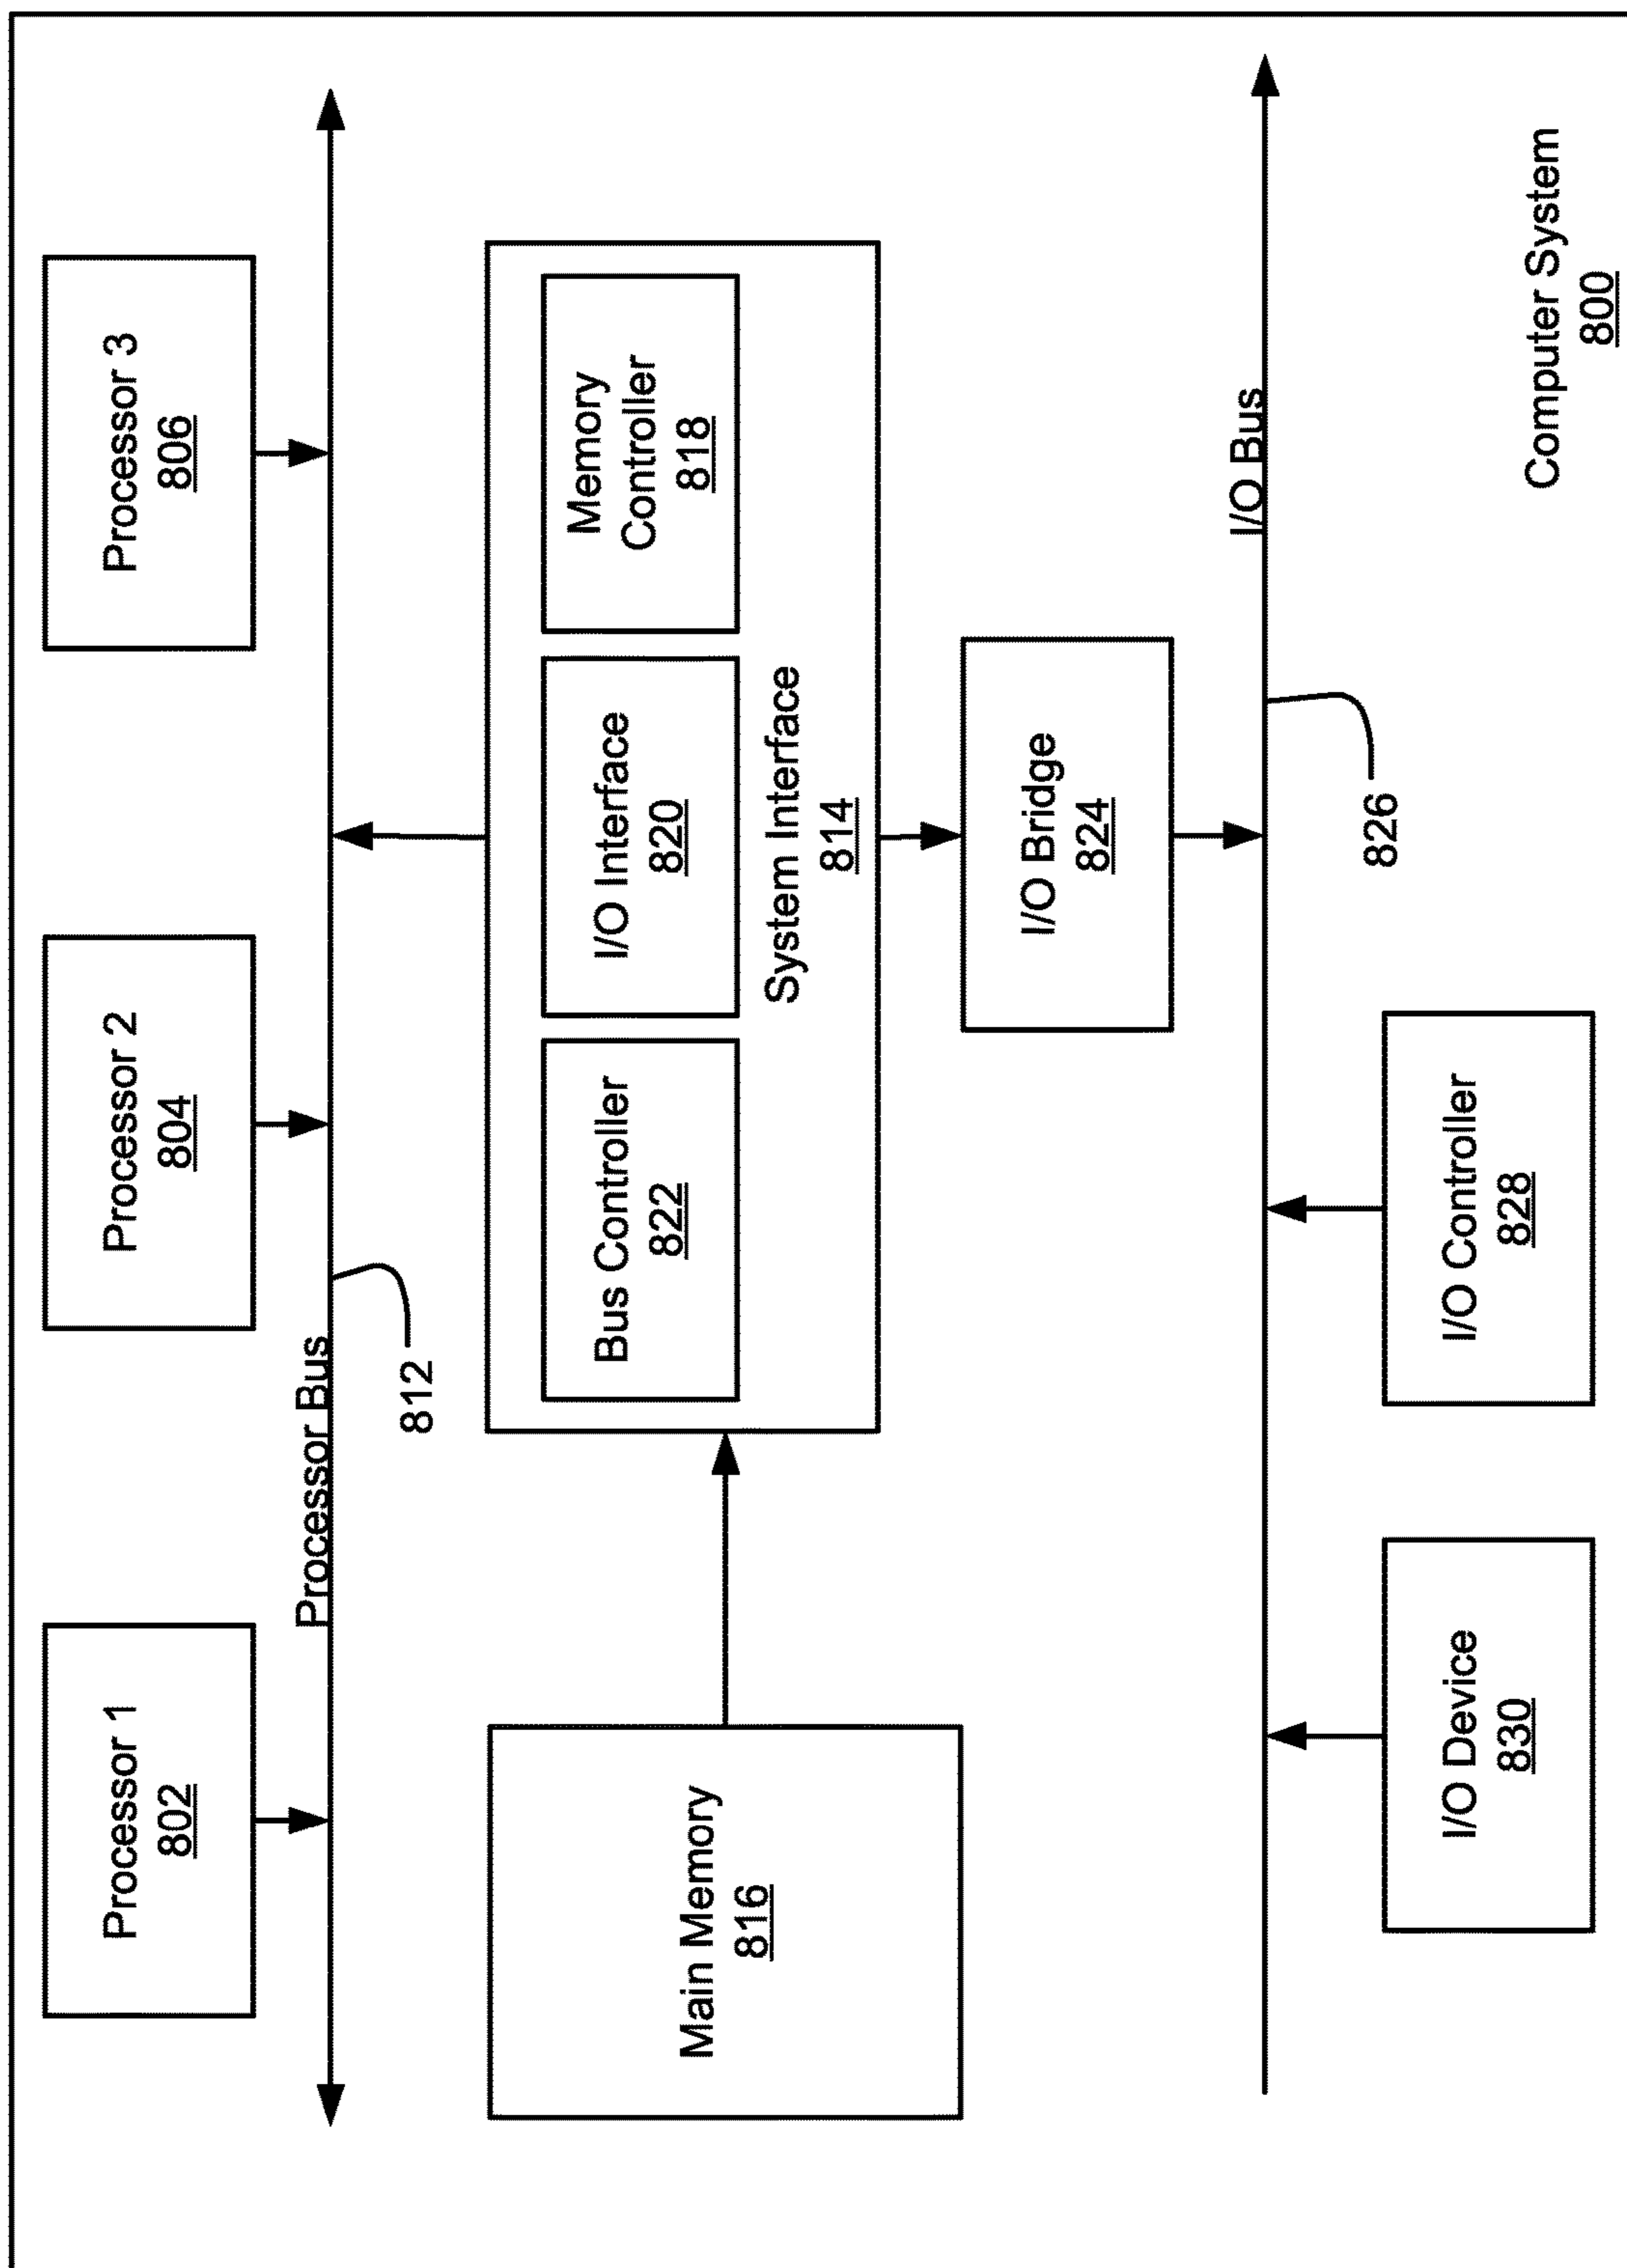 Processor 1
802
Processor 2
804
Processor 3
806
Processor Bus
812
Main Memory
816
Bus Controller
822
I/O Interface
820
Memory
Controller
818
System Interface
814
I/O Bridge
824
I/O Bus
826
I/O Device
830
I/O Controller
828
Computer System
800